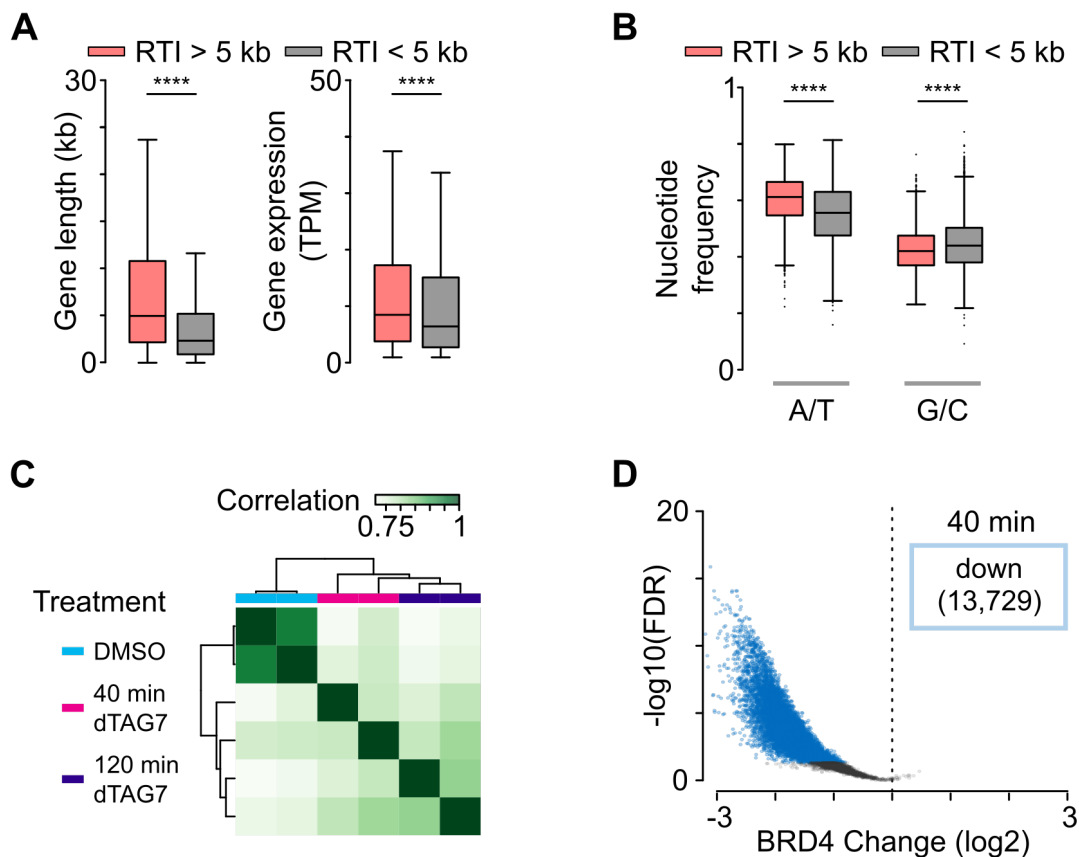 A
RTI > 5 kb RTI < 5 kb
30
0
Gene length (kb)
****
50
0
Gene expression
(TPM)
****
B
RTI > 5 kb RTI < 5 kb
1
0
Nucleotide
frequency
**** ****
A/T G/C
C
Correlation
0.75 1
Treatment
DMSO
40 min
dTAG7
120 min
dTAG7
D
20
0
-log10(FDR)
40 min
down
(13,729)
-3 3
BRD4 Change (log2)